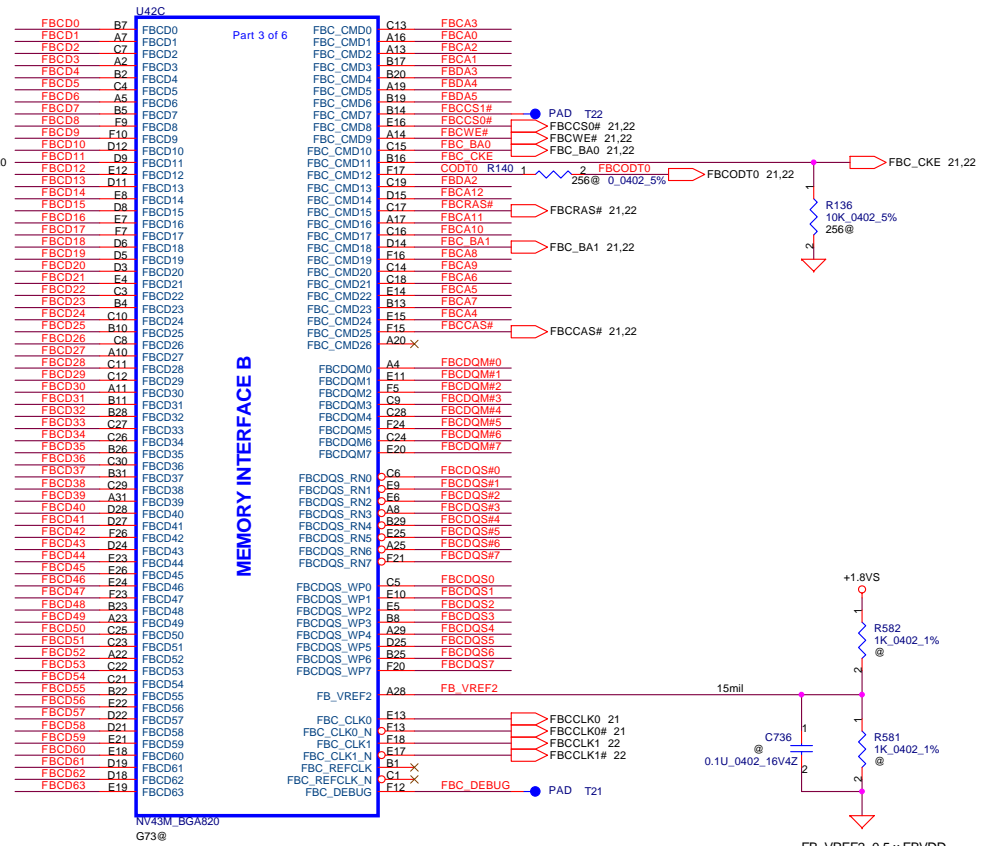 U42C
Part 3 of 6
FBCD0 B7 FBCD0
FBCD1 A7 FBCD1
FBCD2 C7 FBCD2
FBCD3 A2 FBCD3
FBCD4 B2 FBCD4
FBCD5 C4 FBCD5
FBCD6 A5 FBCD6
FBCD7 B5 FBCD7
FBCD8 F9 FBCD8
FBCD9 F10 FBCD9
FBCD10 D12 FBCD10
0
FBCD11 D9 FBCD11
FBCD12 E12 FBCD12
FBCD13 D11 FBCD13
FBCD14 E8 FBCD14
FBCD15 D8 FBCD15
FBCD16 E7 FBCD16
FBCD17 F7 FBCD17
FBCD18 D6 FBCD18
FBCD19 D5 FBCD19
FBCD20 D3 FBCD20
FBCD21 E4 FBCD21
FBCD22 C3 FBCD22
FBCD23 B4 FBCD23
FBCD24 C10 FBCD24
FBCD25 B10 FBCD25
FBCD26 C8 FBCD26
FBCD27 A10 FBCD27
FBCD28 C11 FBCD28
FBCD29 C12 FBCD29
FBCD30 A11 FBCD30
FBCD31 B11 FBCD31
FBCD32 B28 FBCD32
FBCD33 C27 FBCD33
FBCD34 C26 FBCD34
FBCD35 B26 FBCD35
FBCD36 C30 FBCD36
FBCD37 B31 FBCD37
FBCD38 C29 FBCD38
FBCD39 A31 FBCD39
FBCD40 D28 FBCD40
FBCD41 D27 FBCD41
FBCD42 F26 FBCD42
FBCD43 D24 FBCD43
FBCD44 E23 FBCD44
FBCD45 E26 FBCD45
FBCD46 E24 FBCD46
FBCD47 F23 FBCD47
FBCD48 B23 FBCD48
FBCD49 A23 FBCD49
FBCD50 C25 FBCD50
FBCD51 C23 FBCD51
FBCD52 A22 FBCD52
FBCD53 C22 FBCD53
FBCD54 C21 FBCD54
FBCD55 B22 FBCD55
FBCD56 E22 FBCD56
FBCD57 D22 FBCD57
FBCD58 D21 FBCD58
FBCD59 E21 FBCD59
FBCD60 E18 FBCD60
FBCD61 D19 FBCD61
FBCD62 D18 FBCD62
FBCD63 E19 FBCD63
MEMORY INTERFACE B
FBC_CMD0 C13 FBCA3
FBC_CMD1 A16 FBCA0
FBC_CMD2 A13 FBCA2
FBC_CMD3 B17 FBCA1
FBC_CMD4 B20 FBDA3
FBC_CMD5 A19 FBDA4
FBC_CMD6 B19 FBDA5
FBC_CMD7 B14 FBCCS1# PAD T22
FBC_CMD8 E16 FBCCS0# 21,22
FBC_CMD9 A14 FBCWE# 21,22
FBC_CMD10 C15 FBC_BA0 21,22
FBC_CMD11 B16 FBC_CKE FBC_CKE 21,22
FBC_CMD12 F17 CODT0 R140 1 2 256@ 0_0402_5% FBCODT0 FBCODT0 21,22
FBC_CMD13 C19 FBDA2
FBC_CMD14 D15 FBCA12
FBC_CMD15 C17 FBCRAS# FBCRAS# 21,22
FBC_CMD16 A17 FBCA11
FBC_CMD17 C16 FBCA10
FBC_CMD18 D14 FBC_BA1 FBC_BA1 21,22
FBC_CMD19 F16 FBCA8
FBC_CMD20 C14 FBCA9
FBC_CMD21 C18 FBCA6
FBC_CMD22 E14 FBCA5
FBC_CMD23 B13 FBCA7
FBC_CMD24 E15 FBCA4
FBC_CMD25 F15 FBCCAS# FBCCAS# 21,22
FBC_CMD26 A20
1
R136
10K_0402_5%
256@
2
FBCDQM0 A4 FBCDQM#0
FBCDQM1 E11 FBCDQM#1
FBCDQM2 F5 FBCDQM#2
FBCDQM3 C9 FBCDQM#3
FBCDQM4 C28 FBCDQM#4
FBCDQM5 F24 FBCDQM#5
FBCDQM6 C24 FBCDQM#6
FBCDQM7 E20 FBCDQM#7
FBCDQS_RN0 C6 FBCDQS#0
FBCDQS_RN1 E9 FBCDQS#1
FBCDQS_RN2 E6 FBCDQS#2
FBCDQS_RN3 A8 FBCDQS#3
FBCDQS_RN4 B29 FBCDQS#4
FBCDQS_RN5 E25 FBCDQS#5
FBCDQS_RN6 A25 FBCDQS#6
FBCDQS_RN7 F21 FBCDQS#7
FBCDQS_WP0 C5 FBCDQS0
FBCDQS_WP1 E10 FBCDQS1
FBCDQS_WP2 E5 FBCDQS2
FBCDQS_WP3 B8 FBCDQS3
FBCDQS_WP4 A29 FBCDQS4
FBCDQS_WP5 D25 FBCDQS5
FBCDQS_WP6 B25 FBCDQS6
FBCDQS_WP7 F20 FBCDQS7
FB_VREF2 A28 FB_VREF2 15mil
FBC_CLK0 E13 FBCCLK0 21
FBC_CLK0_N F13 FBCCLK0# 21
FBC_CLK1 F18 FBCCLK1 22
FBC_CLK1_N E17 FBCCLK1# 22
FBC_REFCLK B1
FBC_REFCLK_N C1
FBC_DEBUG F12 FBC_DEBUG PAD T21
+1.8VS
1
R582
1K_0402_1%
@
2
1
C736
@
0.1U_0402_16V4Z
2
1
R581
1K_0402_1%
@
2
NV43M_BGA820
G73@